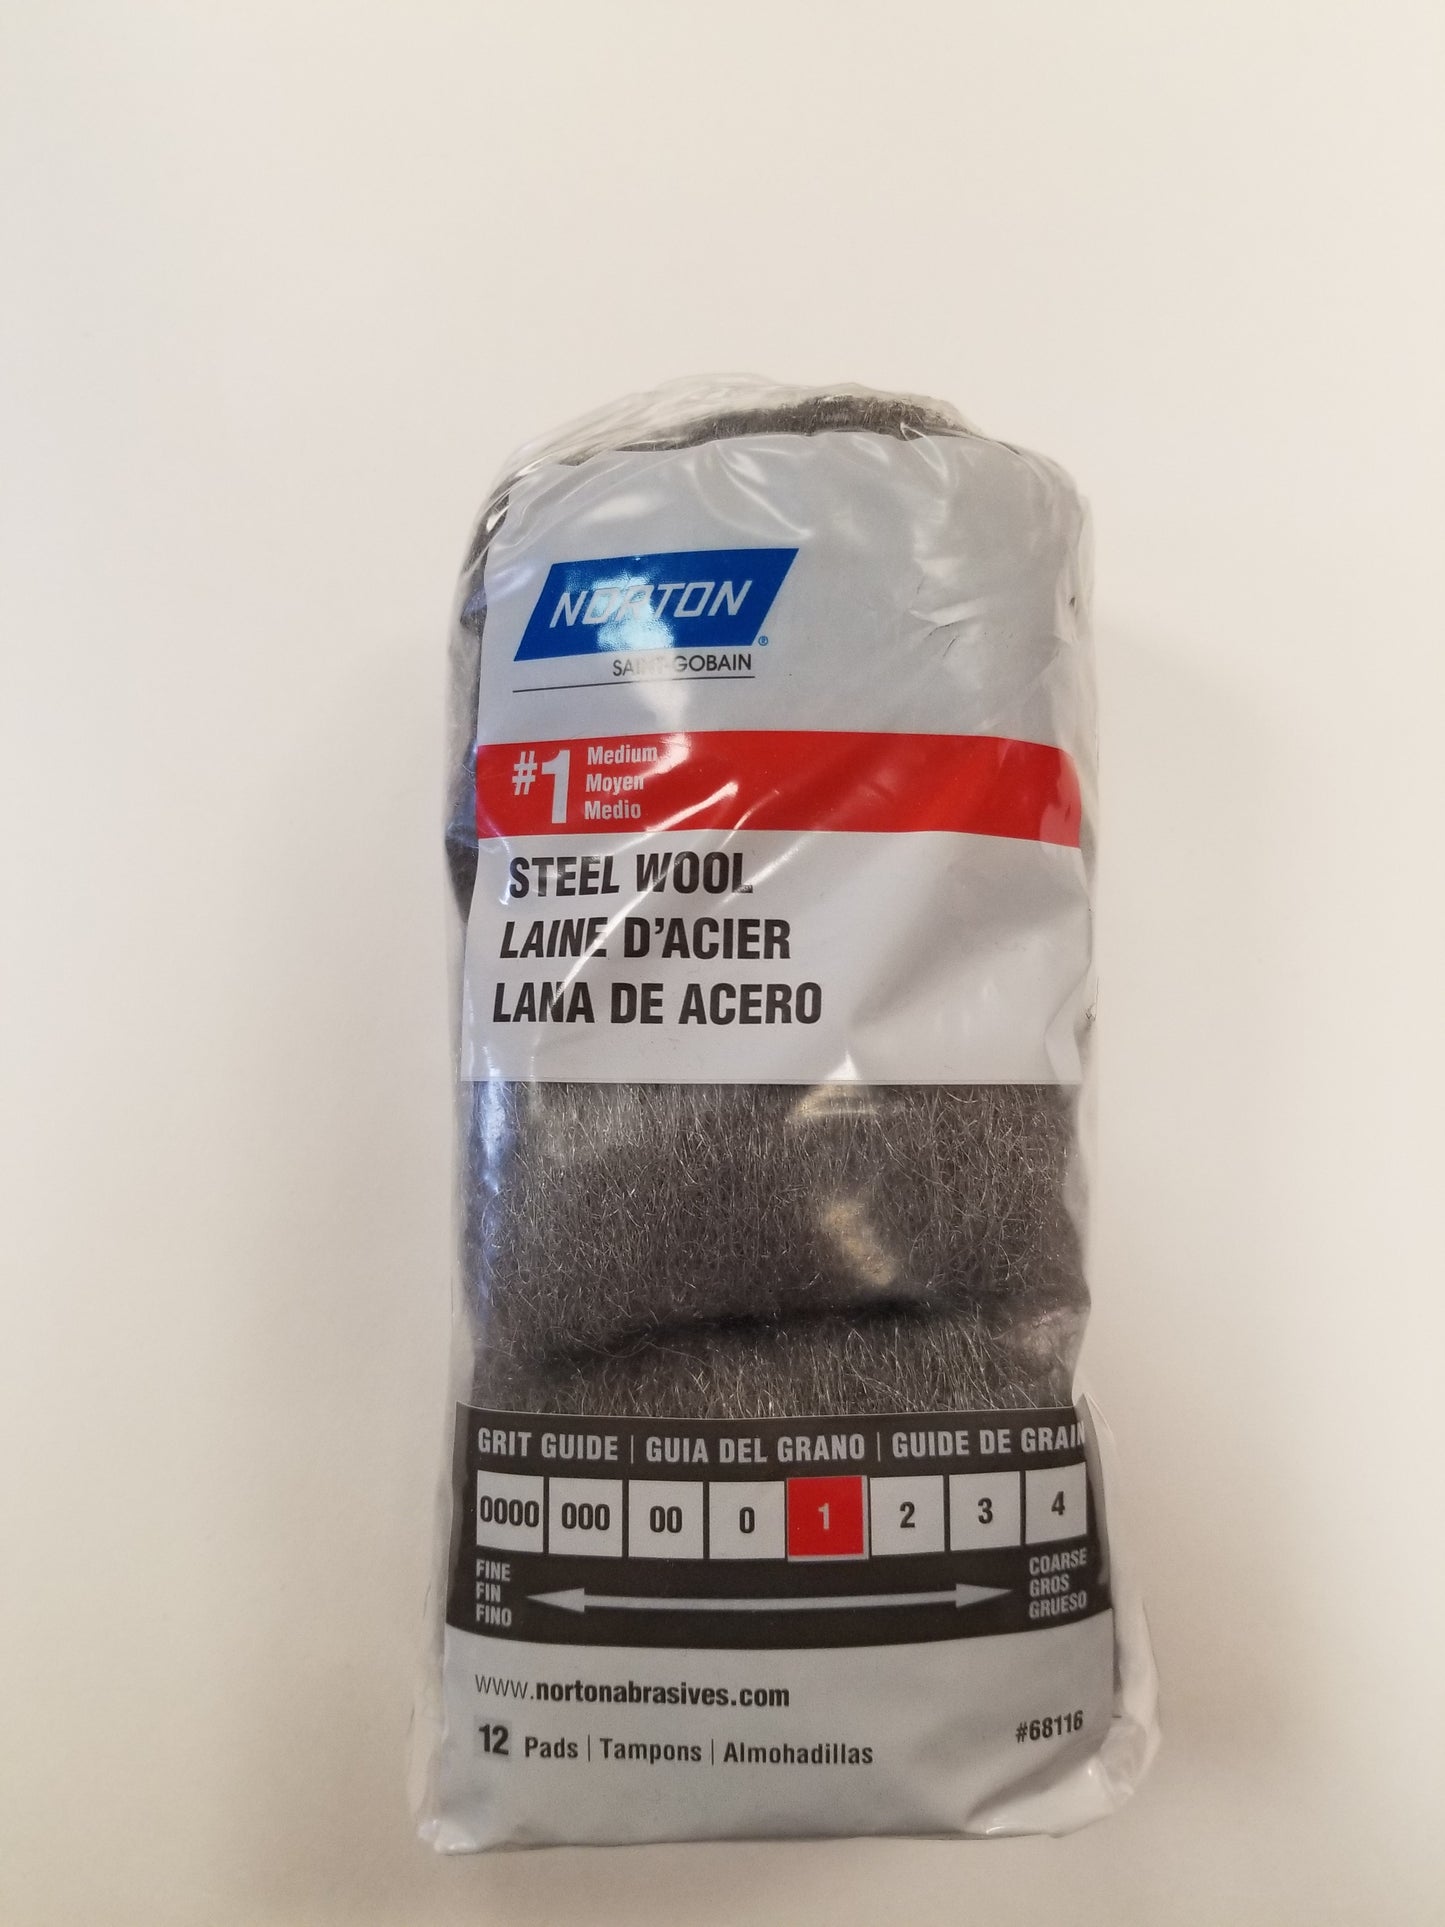 NORTON
®
SAINT-GOBAIN
#1 Medium
Moyen
Medio
STEEL WOOL
LAINE D'ACIER
LANA DE ACERO
GRIT GUIDE | GUIA DEL GRANO | GUIDE DE GRAIN
0000 000 00 0 1 2 3 4
FINE
FIN
FINO
COARSE
GROS
GRUESO
www.nortonabrasives.com
#68116
12 Pads | Tampons | Almohadillas